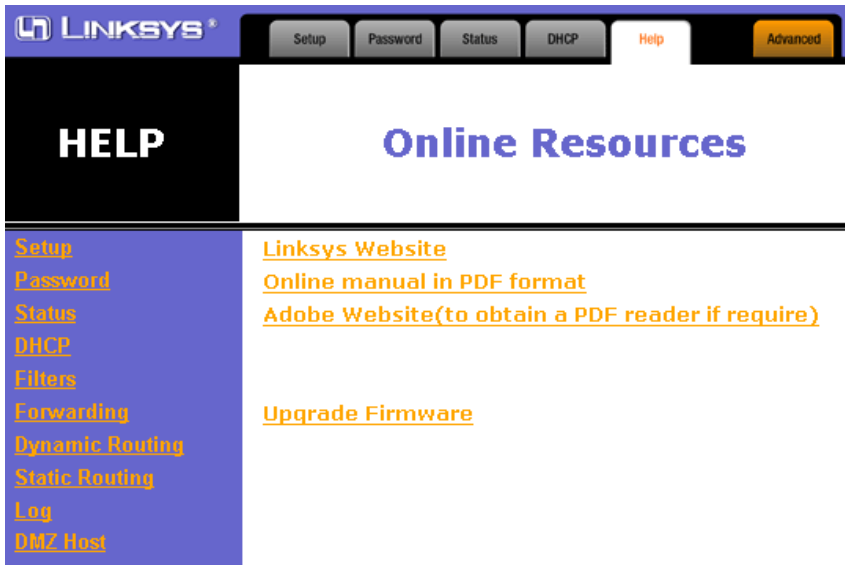 LINKSYS®
Setup Password Status DHCP Help Advanced
HELP
Online Resources
Setup
Password
Status
DHCP
Filters
Forwarding
Dynamic Routing
Static Routing
Log
DMZ Host
Linksys Website
Online manual in PDF format
Adobe Website(to obtain a PDF reader if require)
Upgrade Firmware